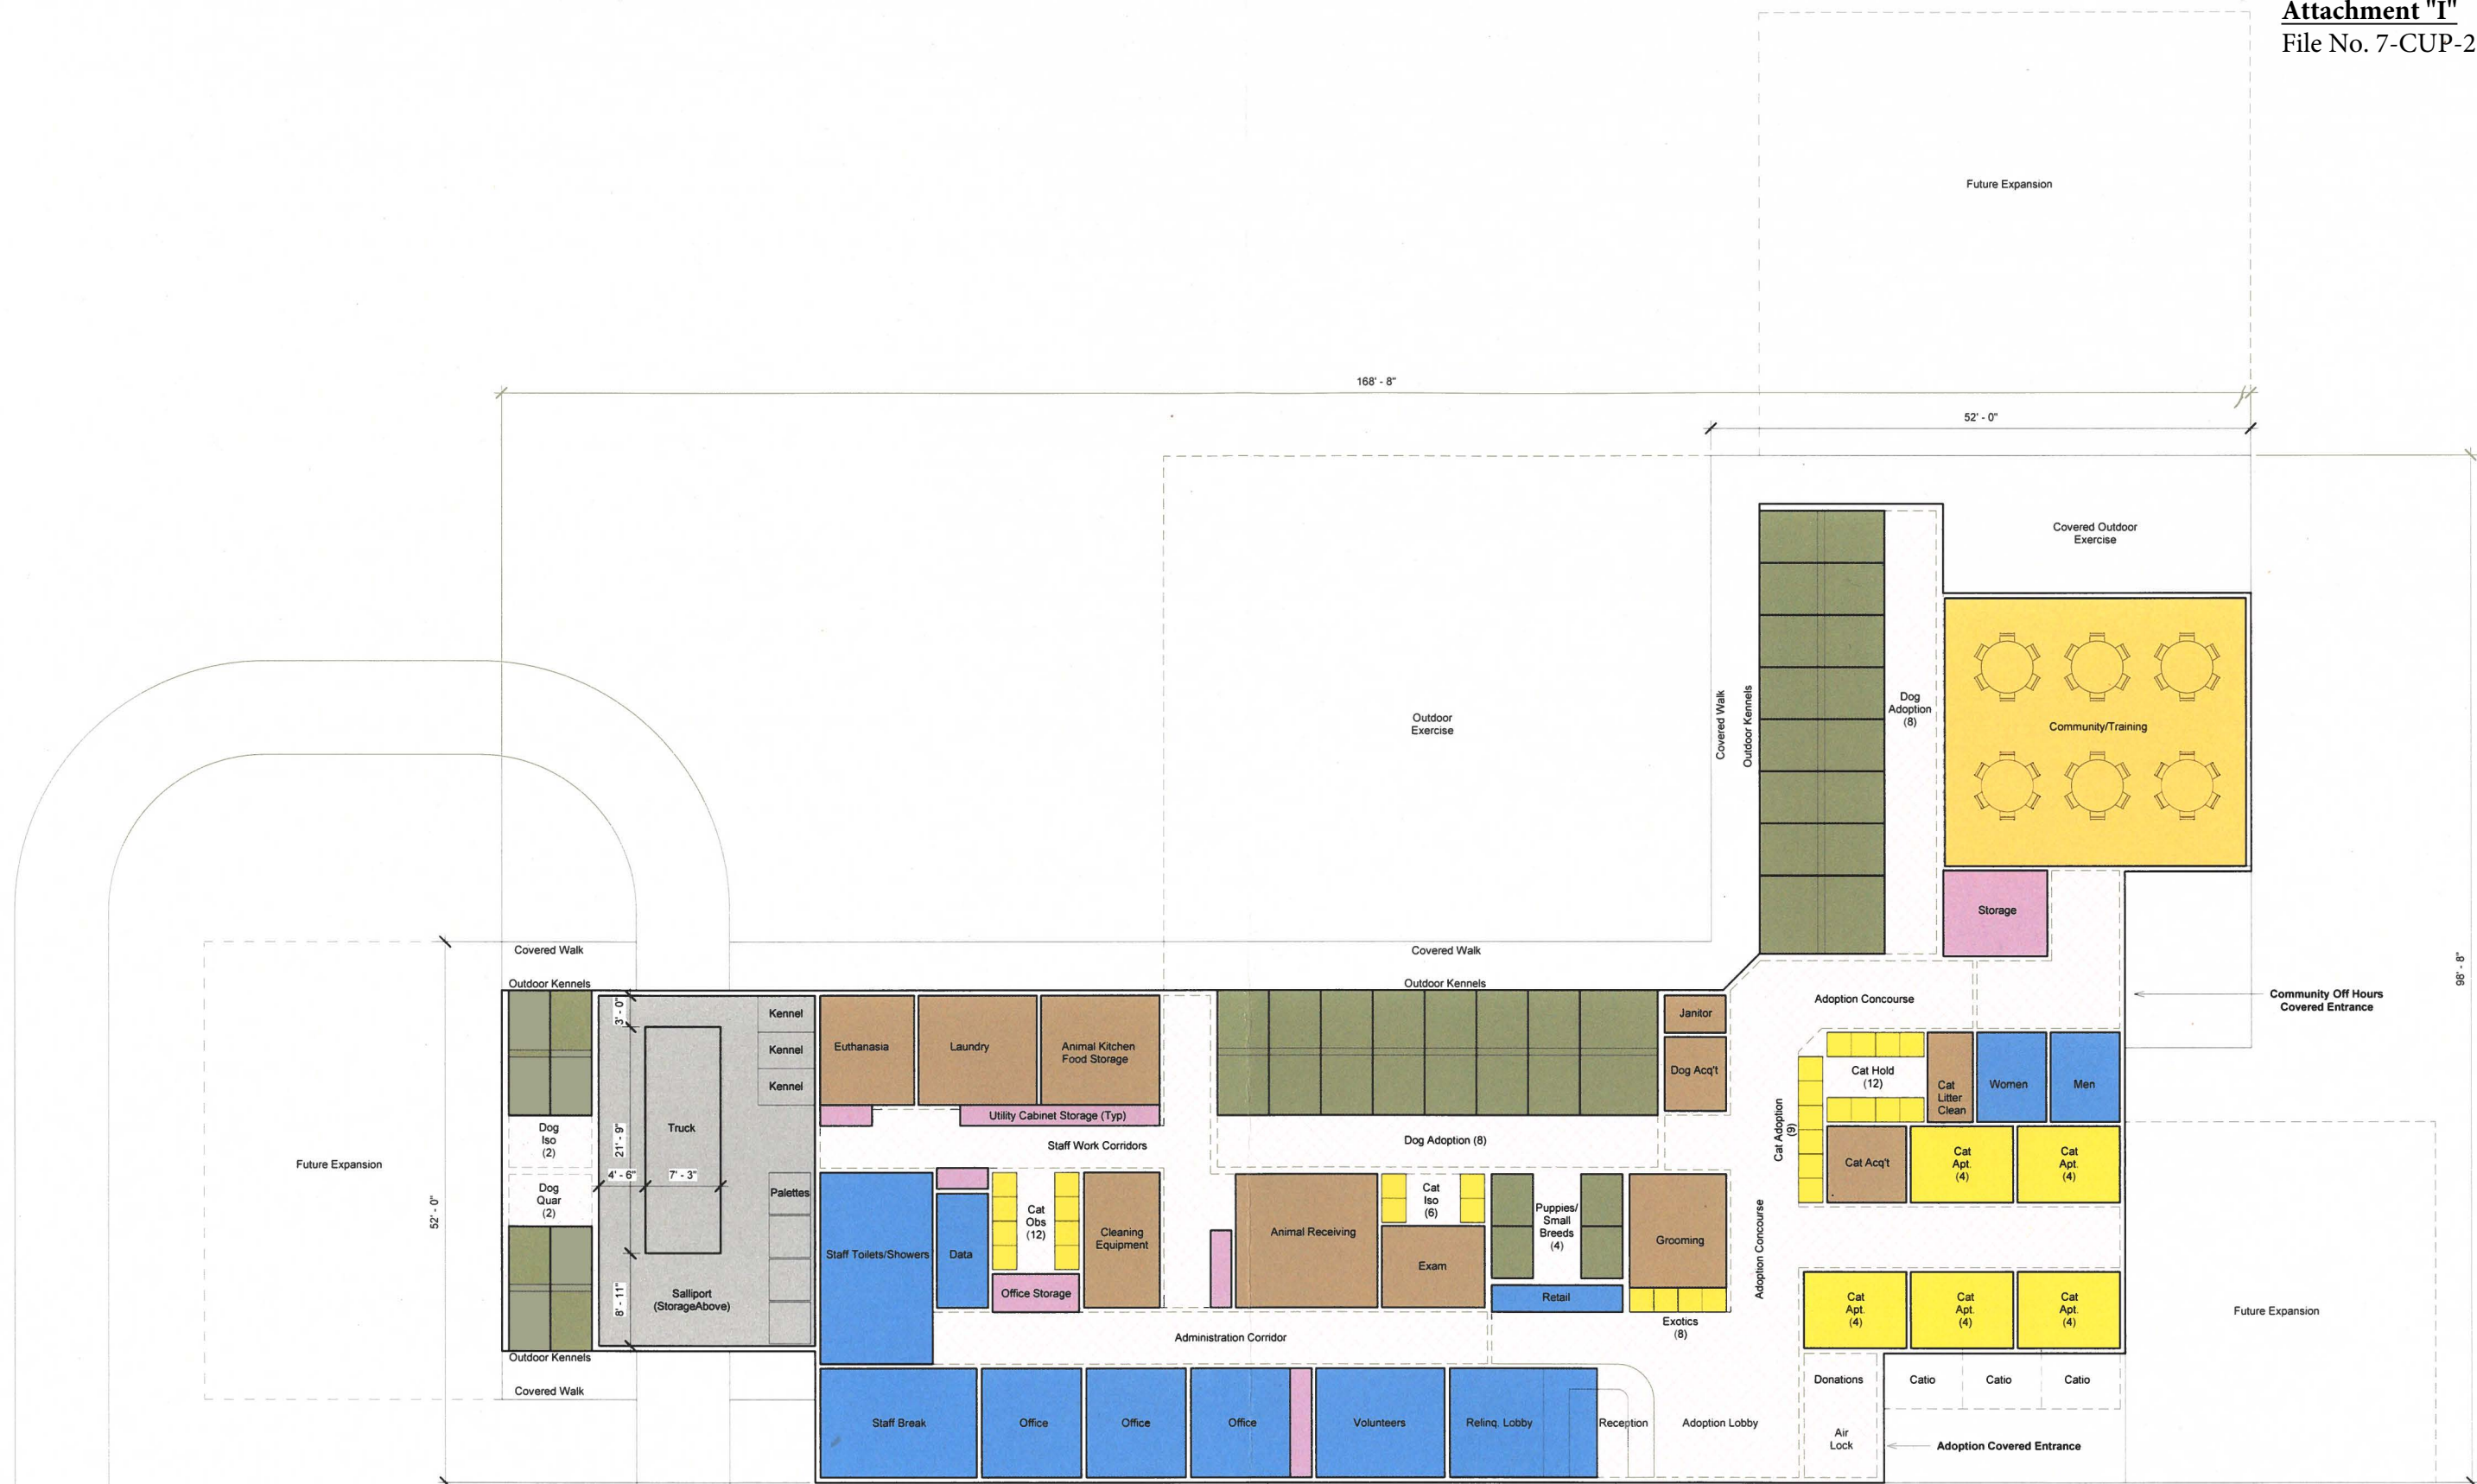 Attachment "I"
File No. 7-CUP-2
Future Expansion
168' - 8"
52' - 0"
Covered Outdoor
Exercise
Outdoor
Exercise
Covered Walk
Outdoor Kennels
Dog
Adoption
(8)
Community/Training
Storage
98' - 8"
Covered Walk
Covered Walk
Outdoor Kennels
Outdoor Kennels
Adoption Concourse
Community Off Hours
Covered Entrance
3' - 0"
Kennel
Kennel
Kennel
Euthanasia
Laundry
Animal Kitchen
Food Storage
Janitor
Dog Acq't
Cat Hold
(12)
Cat
Litter
Clean
Women
Men
Utility Cabinet Storage (Typ)
Truck
Dog
Iso
(2)
21' - 9"
Staff Work Corridors
Dog Adoption (8)
Cat Adoption
(9)
Future Expansion
Cat Acq't
Cat
Apt.
(4)
Cat
Apt.
(4)
4' - 6"
7' - 3"
Palettes
Dog
Quar
(2)
52' - 0"
Cat
Obs
(12)
Cat
Iso
(6)
Puppies/
Small
Breeds
(4)
Staff Toilets/Showers
Data
Cleaning
Equipment
Animal Receiving
Exam
Grooming
Adoption Concourse
Salliport
(StorageAbove)
8' - 11"
Office Storage
Retail
Cat
Apt.
(4)
Cat
Apt.
(4)
Cat
Apt.
(4)
Future Expansion
Exotics
(8)
Administration Corridor
Outdoor Kennels
Covered Walk
Donations
Catio
Catio
Catio
Staff Break
Office
Office
Office
Volunteers
Relinq. Lobby
Reception
Adoption Lobby
Air
Lock
Adoption Covered Entrance